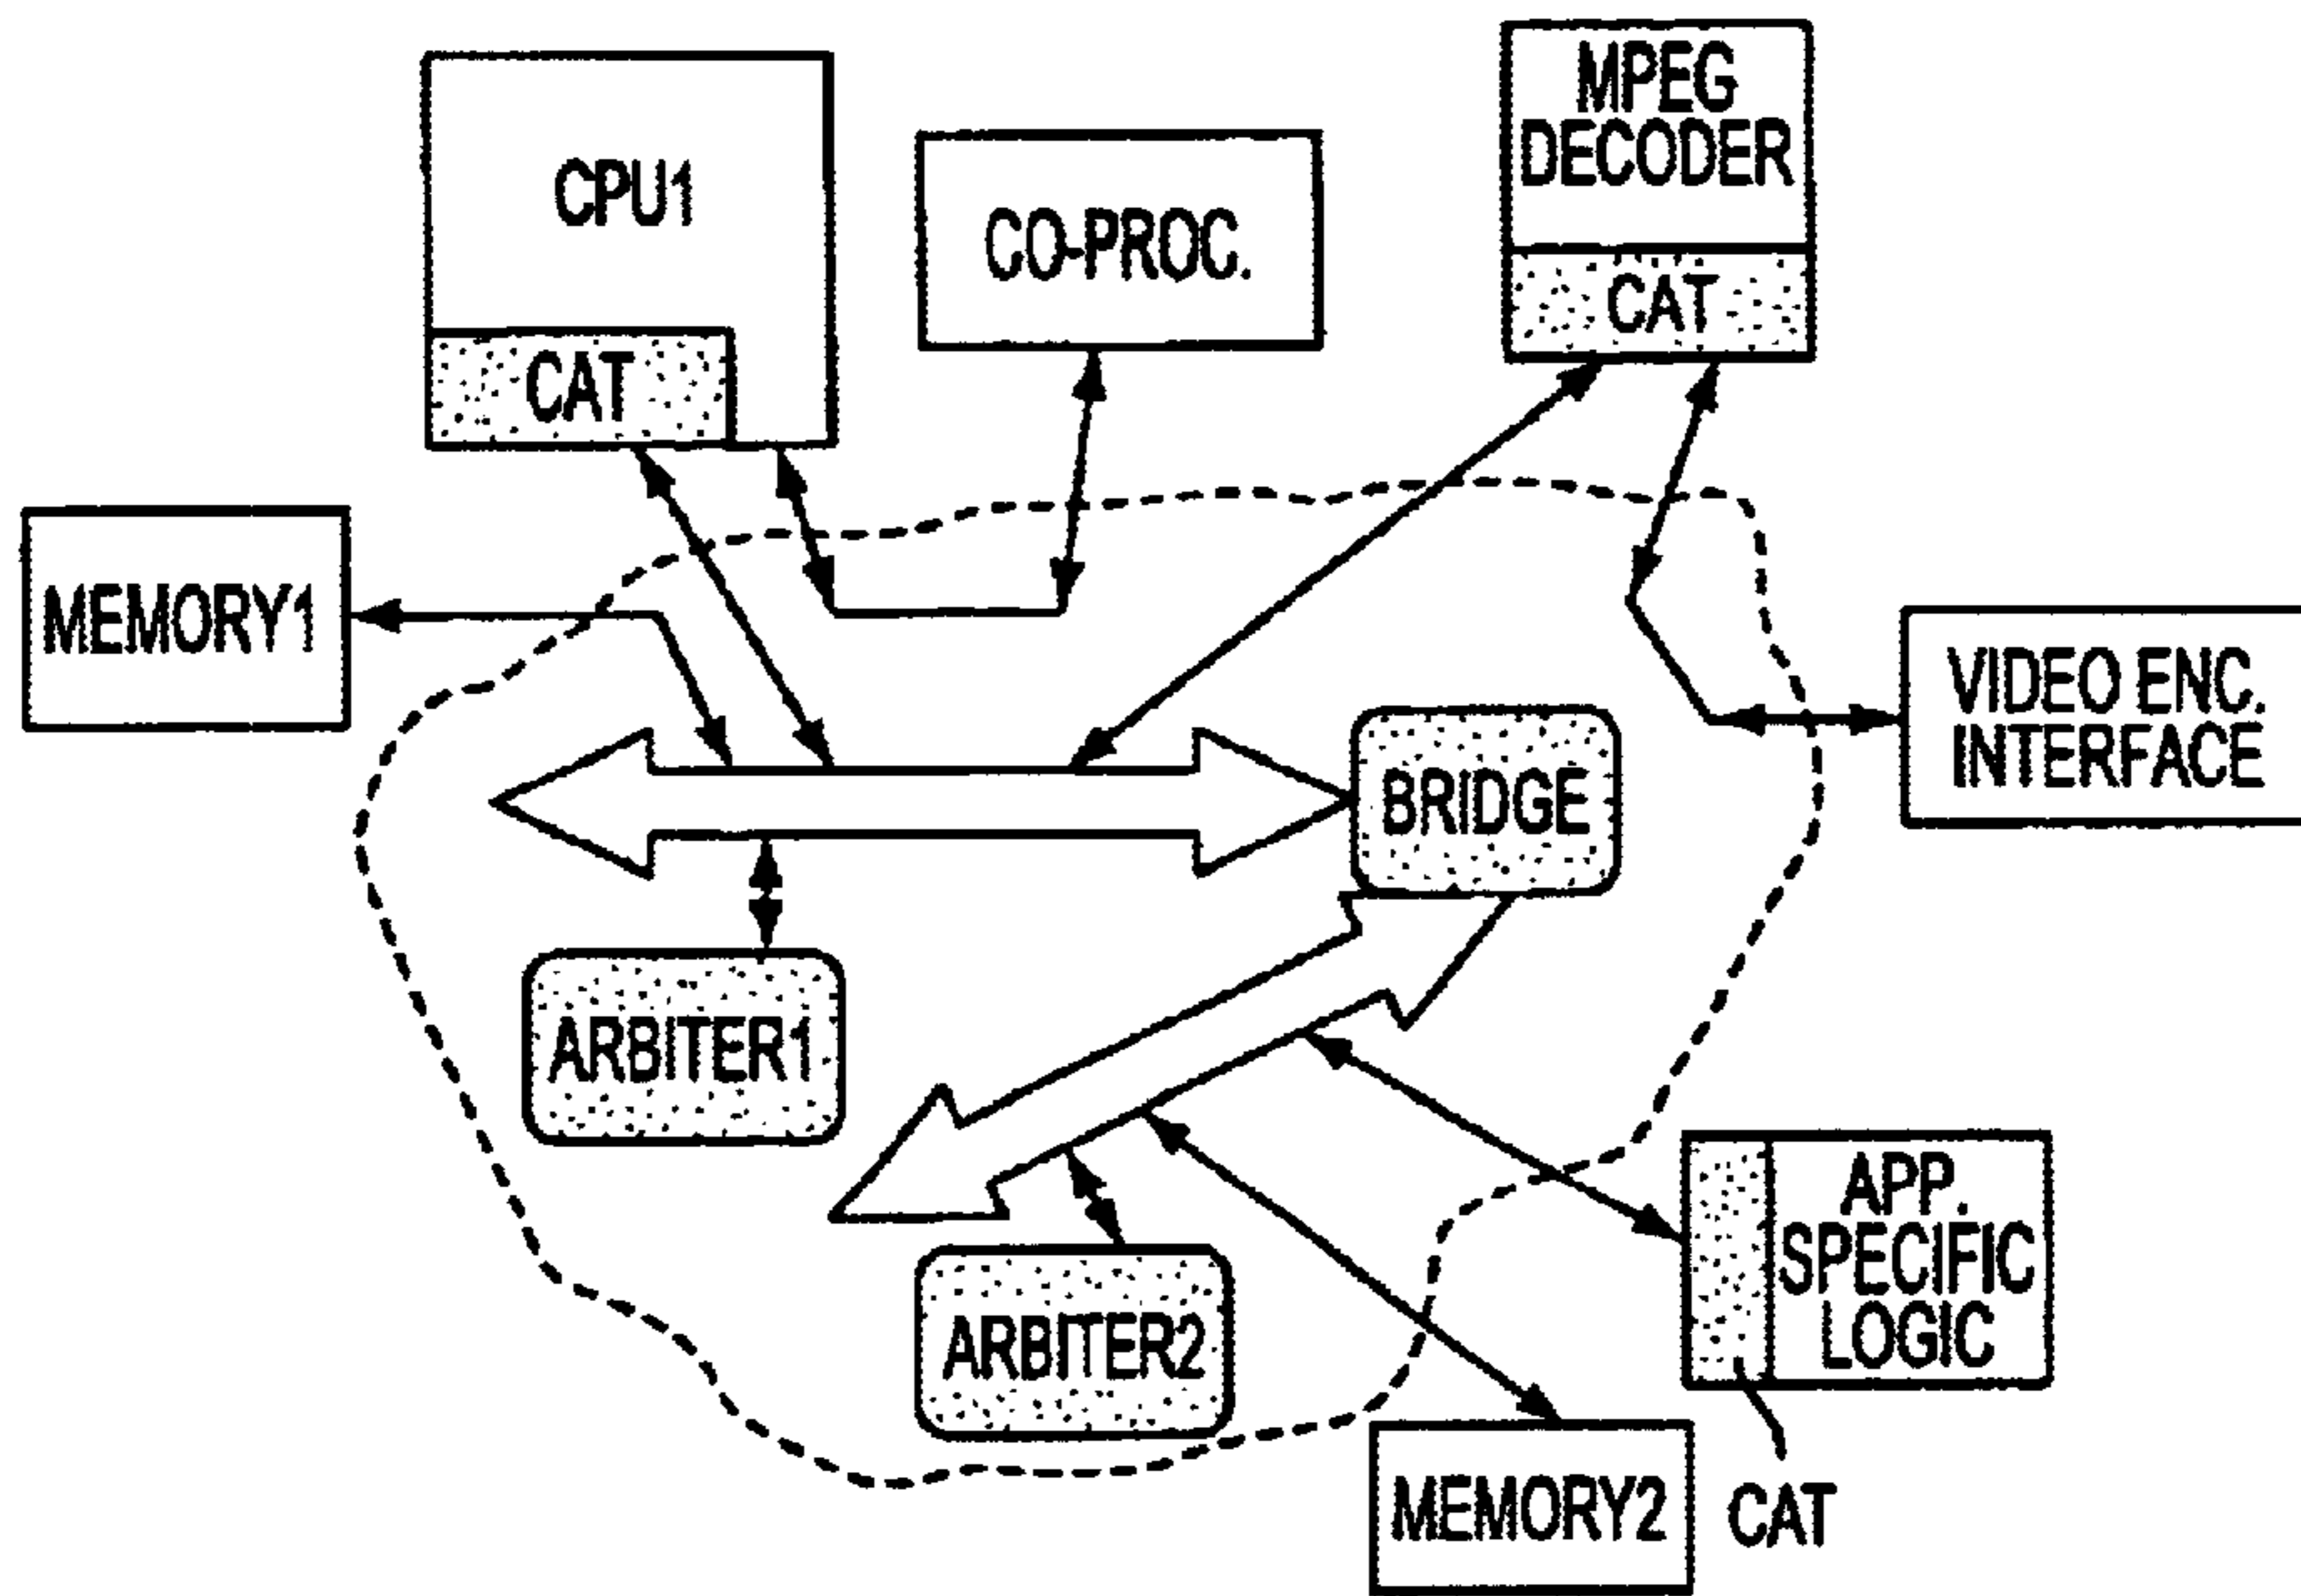 MPEG
DECODER
CAT
CPU1
CAT
CO-PROC.
MEMORY1
VIDEO ENC.
INTERFACE
BRIDGE
ARBITER1
ARBITER2
APP.
SPECIFIC
LOGIC
MEMORY2
CAT